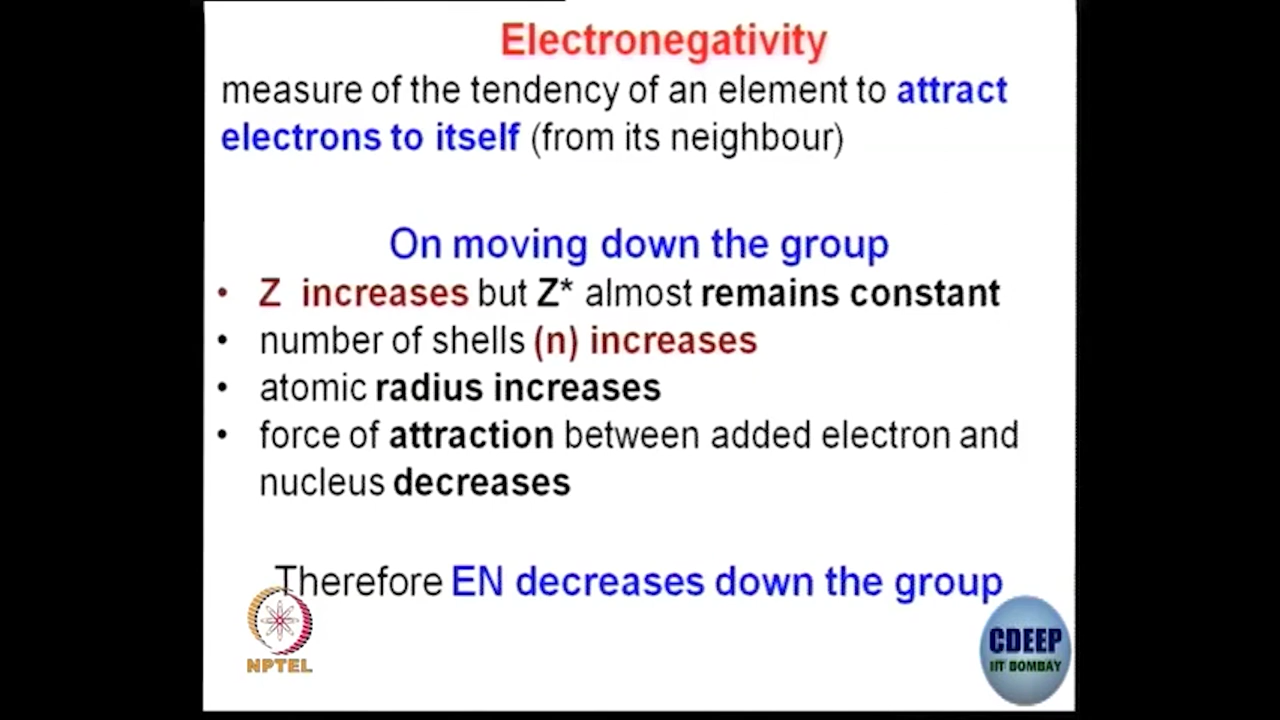 Electronegativity
measure of the tendency of an element to attract
electrons to itself (from its neighbour)
On moving down the group
• Z increases but Z* almost remains constant
• number of shells (n) increases
• atomic radius increases
• force of attraction between added electron and
nucleus decreases
Therefore EN decreases down the group
NPTEL
CDEEP
IIT BOMBAY